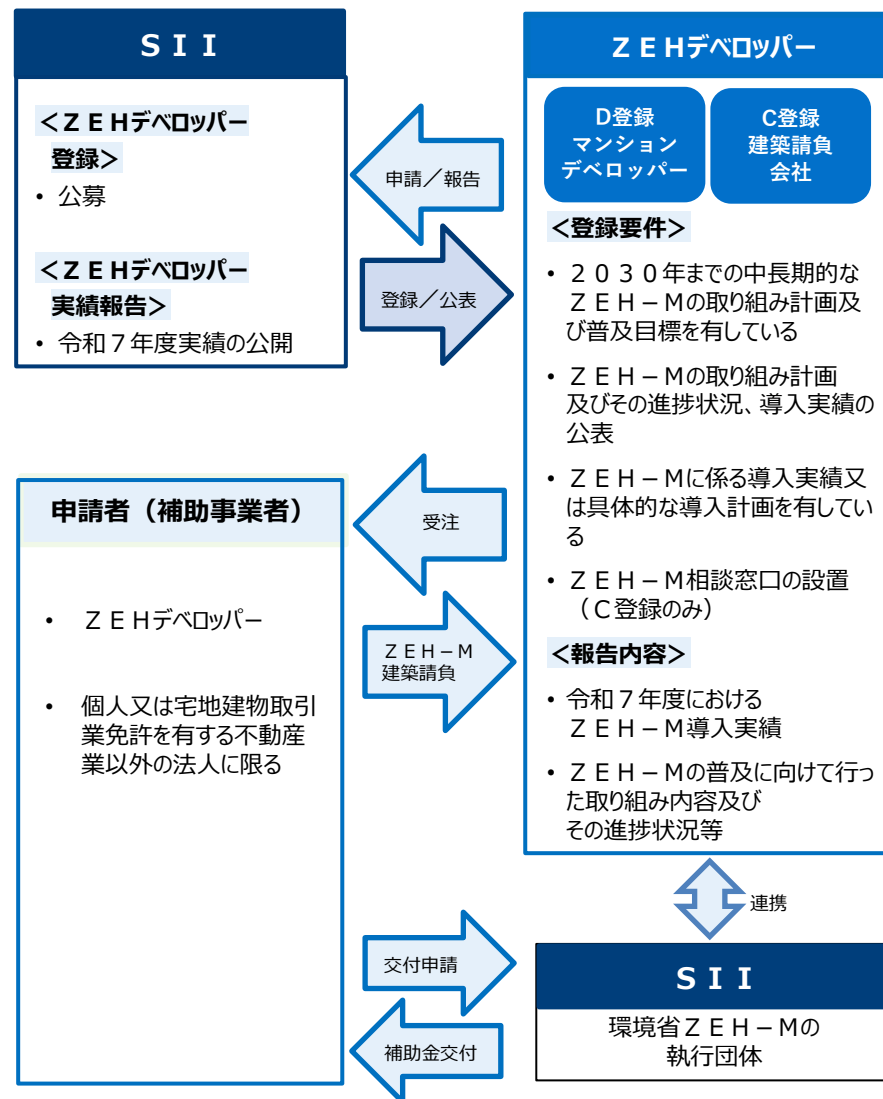 ＳＩＩ
＜ＺＥＨデベロッパー
登録＞
• 公募
＜ＺＥＨデベロッパー
実績報告＞
• 令和７年度実績の公開
申請／報告
登録／公表
ＺＥＨデベロッパー
D登録
マンション
デベロッパー
C登録
建築請負
会社
＜登録要件＞
• ２０３０年までの中長期的な
ＺＥＨ－Ｍの取り組み計画及
び普及目標を有している
• ＺＥＨ－Ｍの取り組み計画
及びその進捗状況、導入実績の
公表
• ＺＥＨ－Ｍに係る導入実績又
は具体的な導入計画を有してい
る
• ＺＥＨ－Ｍ相談窓口の設置
（Ｃ登録のみ）
＜報告内容＞
• 令和７年度における
ＺＥＨ－Ｍ導入実績
• ＺＥＨ－Ｍの普及に向けて行っ
た取り組み内容及び
その進捗状況等
申請者（補助事業者）
• ＺＥＨデベロッパー
• 個人又は宅地建物取引
業免許を有する不動産
業以外の法人に限る
受注
ＺＥＨ－Ｍ
建築請負
交付申請
補助金交付
連携
ＳＩＩ
環境省ＺＥＨ－Ｍの
執行団体